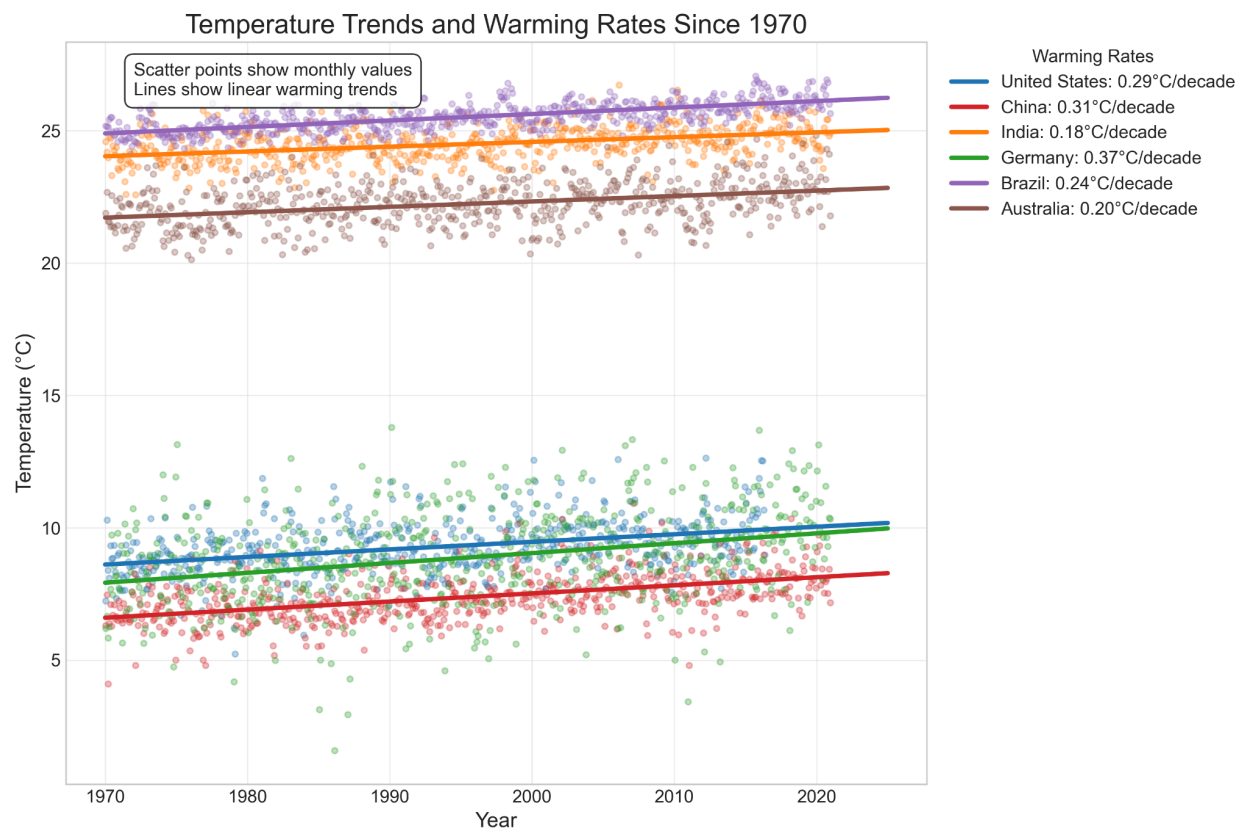 Temperature Trends and Warming Rates Since 1970
Scatter points show monthly values
Lines show linear warming trends
Warming Rates
United States: 0.29°C/decade
China: 0.31°C/decade
India: 0.18°C/decade
Germany: 0.37°C/decade
Brazil: 0.24°C/decade
Australia: 0.20°C/decade
Temperature (°C)
25
20
15
10
5
1970 1980 1990 2000 2010 2020
Year